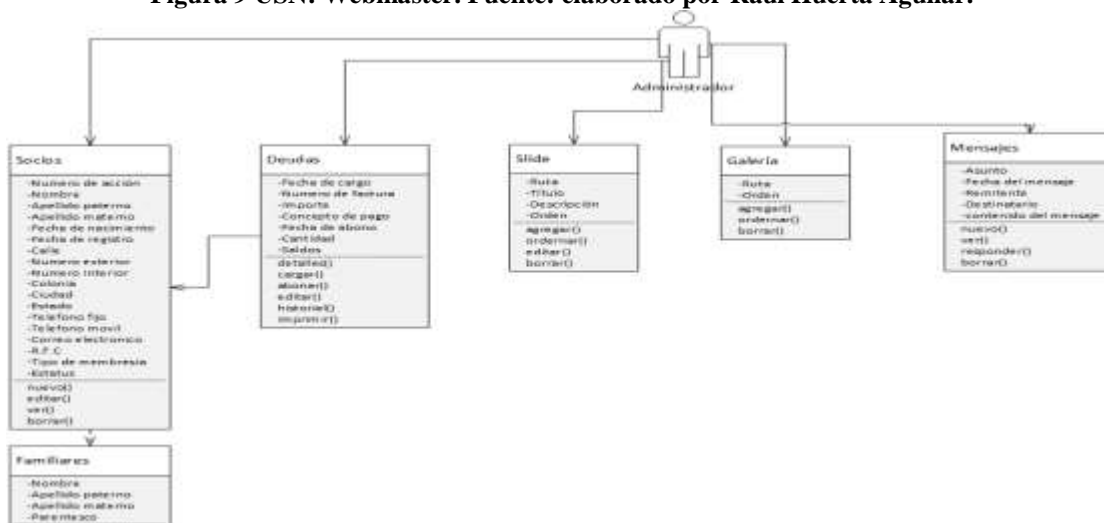 Figura 9 USN: Webmaster. Fuente: elaborado por Raúl Huerta Aguilar.
Administrador
Socios
-Numero de acción
-Nombre
-Apellido paterno
-Apellido materno
-Fecha de nacimiento
-Fecha de registro
-Calle
-Numero exterior
-Numero interior
-Colonia
-Ciudad
-Estado
-Telefono fijo
-Telefono movil
-Correo electronico
-R.F.C
-Tipo de membresia
-Estatus
nuevo()
editar()
ver()
borrar()
Familiares
-Nombre
-Apellido paterno
-Apellido materno
-Parentesco
Deudas
-Fecha de cargo
-Numero de factura
-Importe
-Concepto de pago
-Fecha de abono
-Cantidad
-Saldos
detalles()
cargar()
abonar()
editar()
historial()
imprimir()
Slide
-Ruta
-Titulo
-Descripción
-Orden
agregar()
ordernar()
editar()
borrar()
Galería
-Ruta
-Orden
agregar()
ordernar()
borrar()
Mensajes
-Asunto
-Fecha del mensaje
-Remitente
-Destinatario
-contenido del mensaje
nuevo()
ver()
responder()
borrar()